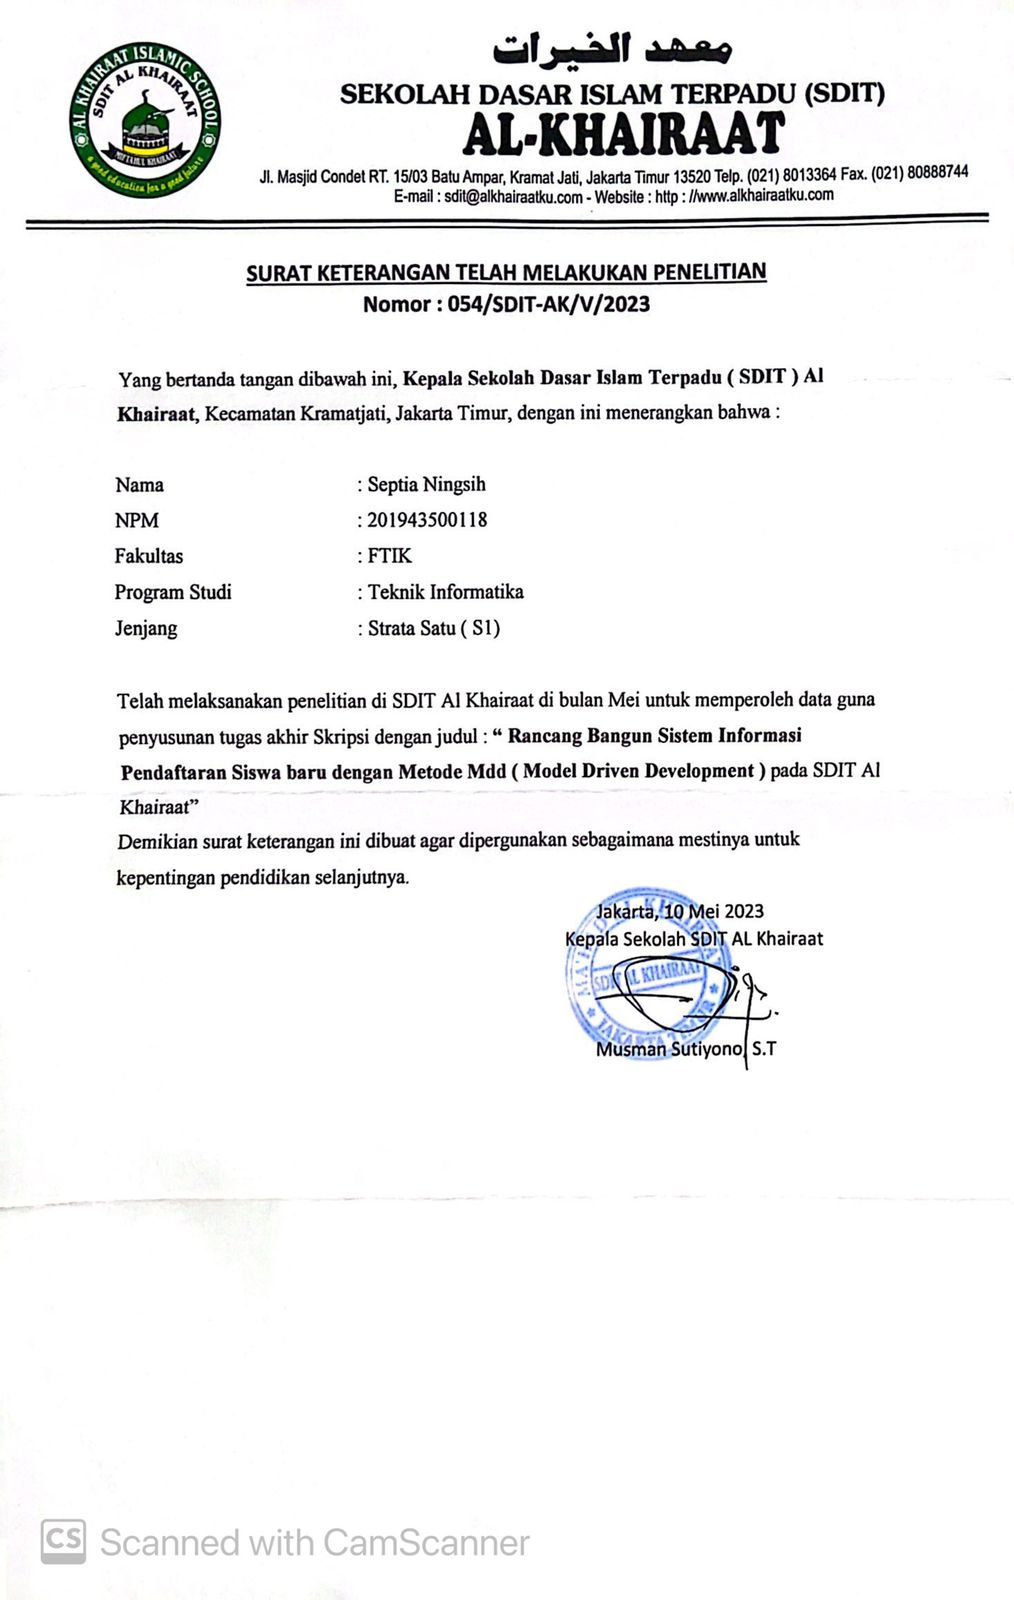 معهد الخيرات
SEKOLAH DASAR ISLAM TERPADU (SDIT)
AL-KHAIRAAT
Jl. Masjid Condet RT. 15/03 Batu Ampar, Kramat Jati, Jakarta Timur 13520 Telp. (021) 8013364 Fax. (021) 80888744
E-mail : sdit@alkhairaatku.com - Website : http : //www.alkhairaatku.com
AL KHAIRAAT ISLAMIC SCHOOL
SDIT AL KHAIRAAT
MIFTAHUL KHAIRAAT
a good education for a good future
SURAT KETERANGAN TELAH MELAKUKAN PENELITIAN
Nomor : 054/SDIT-AK/V/2023
Yang bertanda tangan dibawah ini, Kepala Sekolah Dasar Islam Terpadu ( SDIT ) Al
Khairaat, Kecamatan Kramatjati, Jakarta Timur, dengan ini menerangkan bahwa :
Nama : Septia Ningsih
NPM : 201943500118
Fakultas : FTIK
Program Studi : Teknik Informatika
Jenjang : Strata Satu ( S1)
Telah melaksanakan penelitian di SDIT Al Khairaat di bulan Mei untuk memperoleh data guna
penyusunan tugas akhir Skripsi dengan judul : “ Rancang Bangun Sistem Informasi
Pendaftaran Siswa baru dengan Metode Mdd ( Model Driven Development ) pada SDIT Al
Khairaat”
Demikian surat keterangan ini dibuat agar dipergunakan sebagaimana mestinya untuk
kepentingan pendidikan selanjutnya.
Jakarta, 10 Mei 2023
Kepala Sekolah SDIT AL Khairaat
MA'HAD AL KHAIRAAT
SDIT AL KHAIRAAT
JAKARTA TIMUR
Musman Sutiyono, S.T
CS Scanned with CamScanner